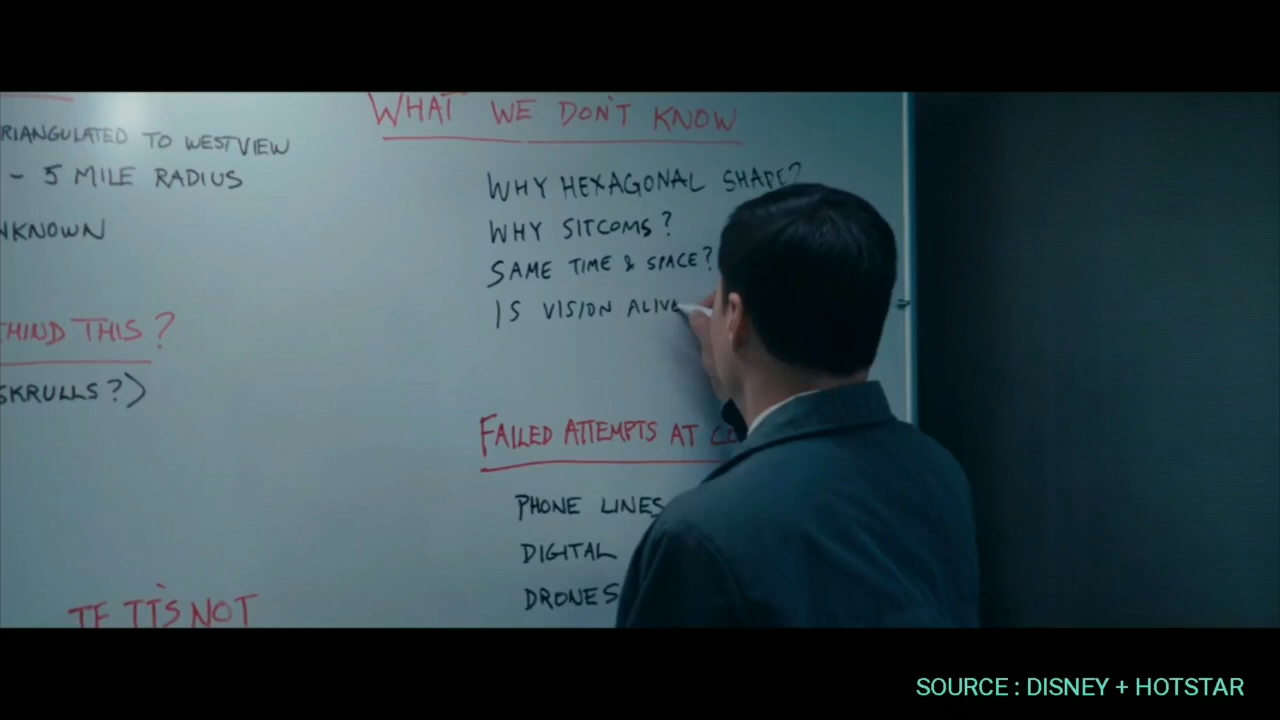 RIANGULATED TO WESTVIEW
- 5 MILE RADIUS
NKNOWN
HIND THIS?
SKRULLS?)
IF IT'S NOT
WHAT WE DON'T KNOW
WHY HEXAGONAL SHAPE?
WHY SITCOMS?
SAME TIME & SPACE?
IS VISION ALIVE
FAILED ATTEMPTS AT CO
PHONE LINES
DIGITAL
DRONES
SOURCE : DISNEY + HOTSTAR